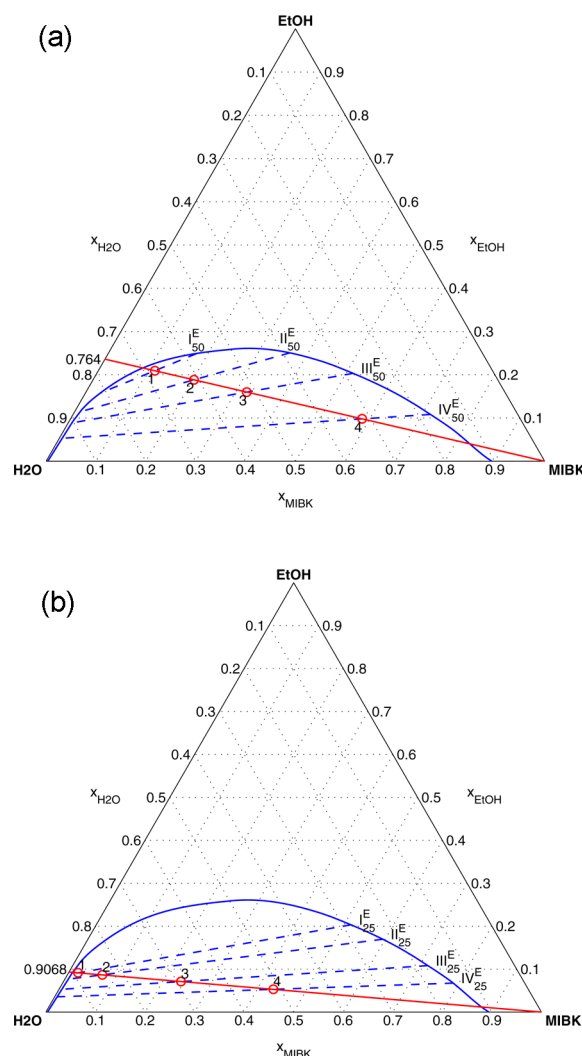 (a)
EtOH
0.1 0.9
0.2 0.8
0.3 0.7
0.4 0.6
x_H2O 0.5 0.5 x_EtOH
0.6 0.4
0.7 I^E_50 II^E_50 0.3
0.764
0.8 1 2 III^E_50 0.2
3
0.9 4 IV^E_50 0.1
H2O 0.1 0.2 0.3 0.4 0.5 0.6 0.7 0.8 0.9 MIBK
x_MIBK
(b)
EtOH
0.1 0.9
0.2 0.8
0.3 0.7
0.4 0.6
x_H2O 0.5 0.5 x_EtOH
0.6 0.4
0.7 0.3
0.8 I^E_25 0.2
II^E_25
0.9068 1 2 3 III^E_25 0.1
4 IV^E_25
H2O 0.1 0.2 0.3 0.4 0.5 0.6 0.7 0.8 0.9 MIBK
x_MIBK